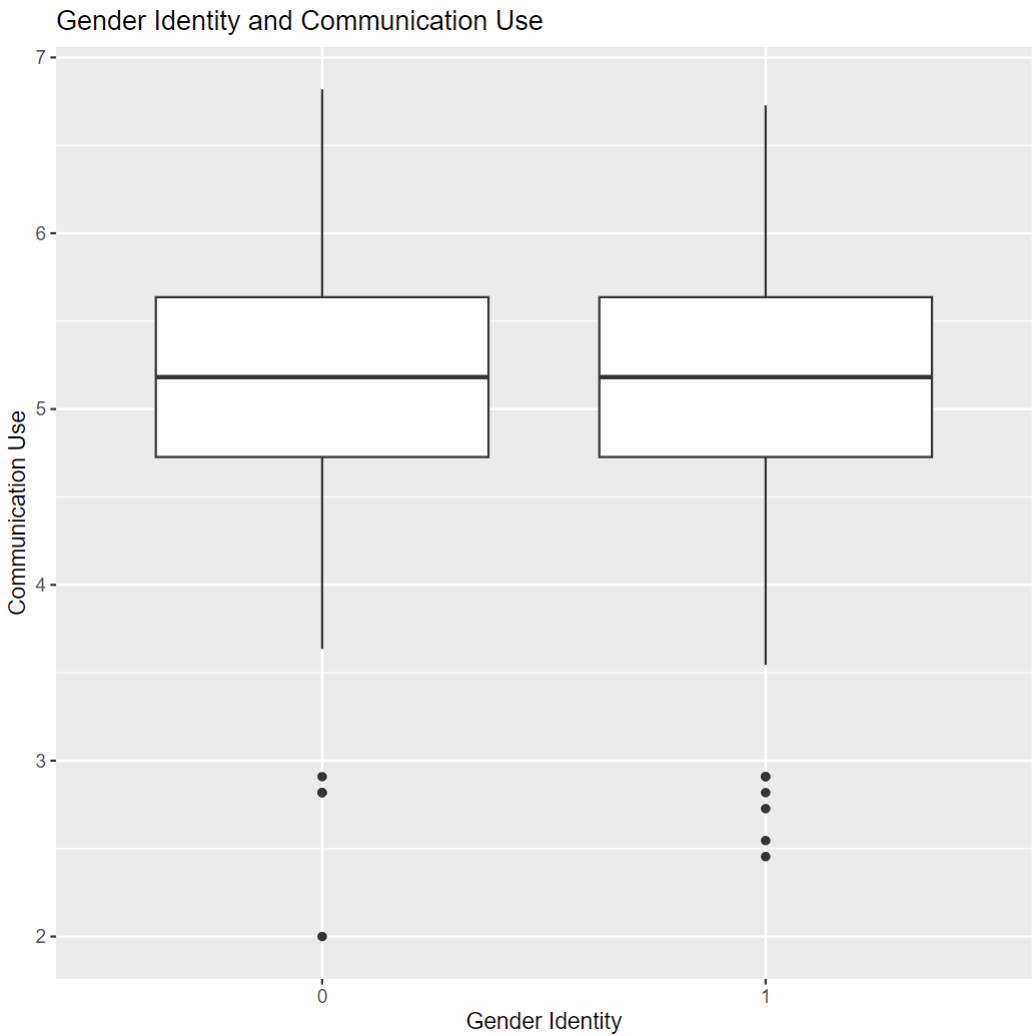 Gender Identity and Communication Use
7
6
5
4
3
2
Communication Use
0 1
Gender Identity